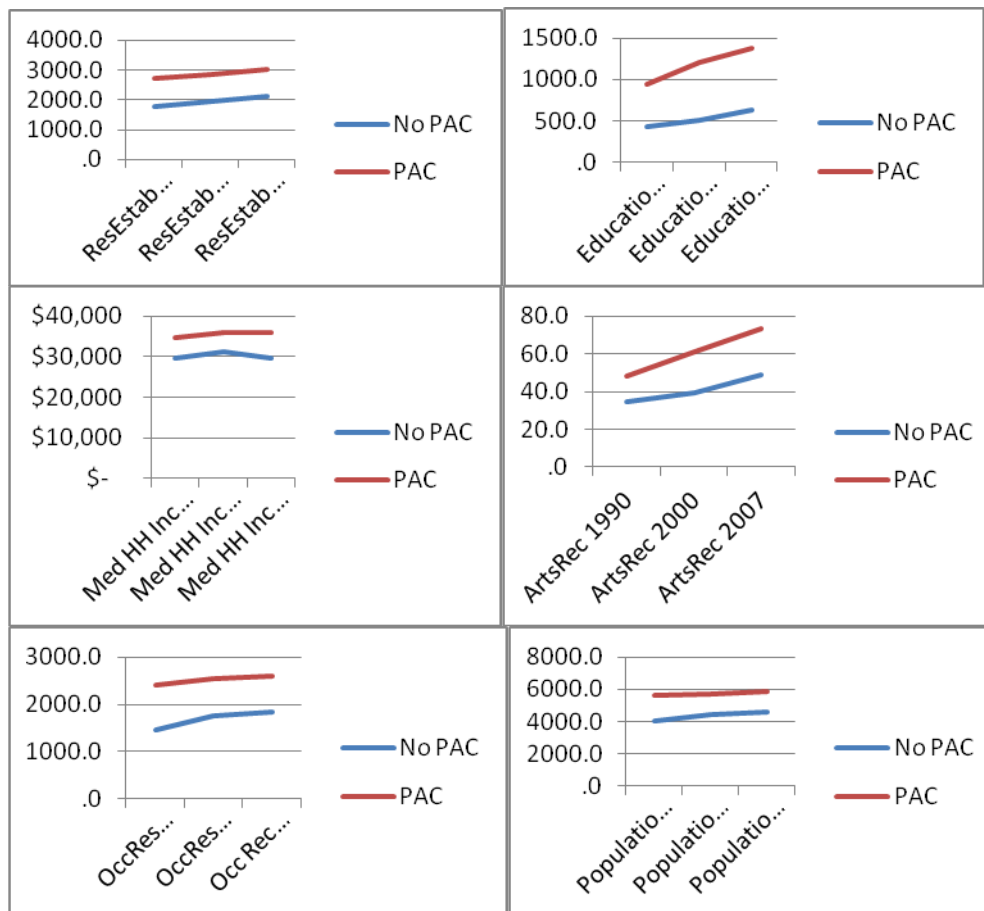 4000.0
3000.0
2000.0
1000.0
.0
ResEstab...
ResEstab...
ResEstab...
No PAC
PAC
1500.0
1000.0
500.0
.0
Educatio...
Educatio...
Educatio...
No PAC
PAC
$40,000
$30,000
$20,000
$10,000
$-
Med HH Inc...
Med HH Inc...
Med HH Inc...
No PAC
PAC
80.0
60.0
40.0
20.0
.0
ArtsRec 1990
ArtsRec 2000
ArtsRec 2007
No PAC
PAC
3000.0
2000.0
1000.0
.0
OccRes...
OccRes...
Occ Rec...
No PAC
PAC
8000.0
6000.0
4000.0
2000.0
.0
Populatio...
Populatio...
Populatio...
No PAC
PAC